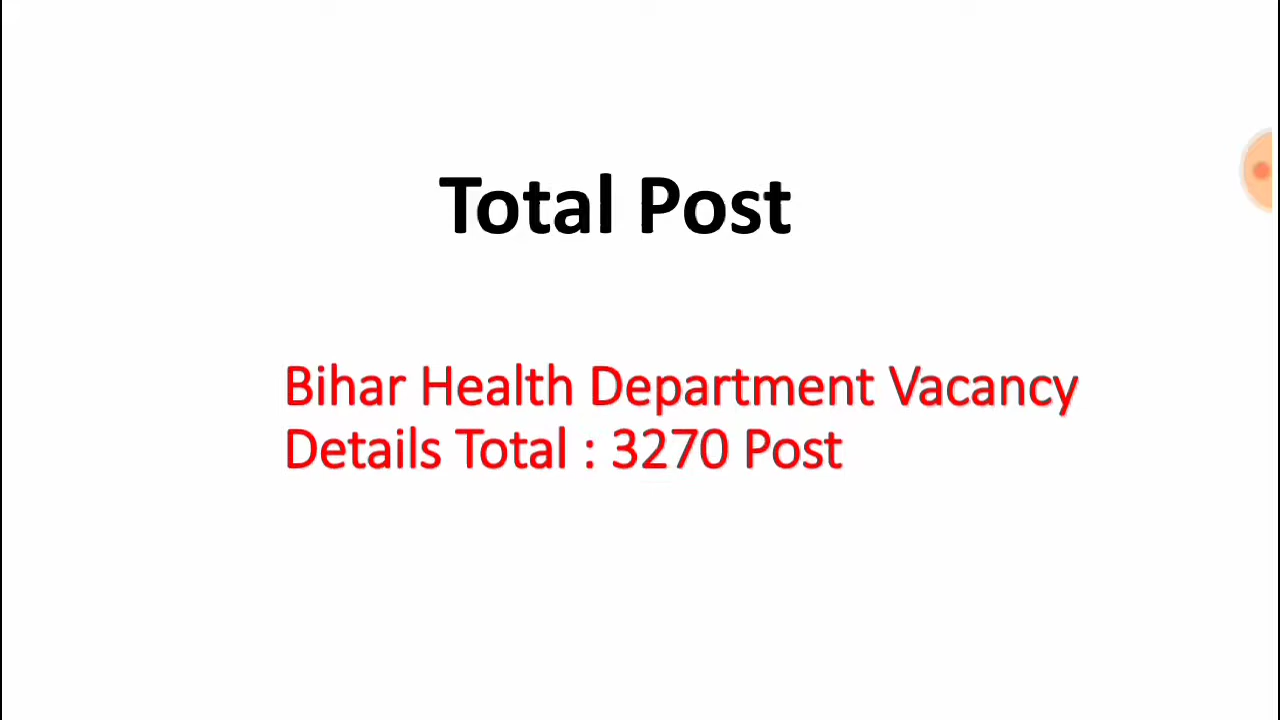 Total Post
Bihar Health Department Vacancy
Details Total : 3270 Post